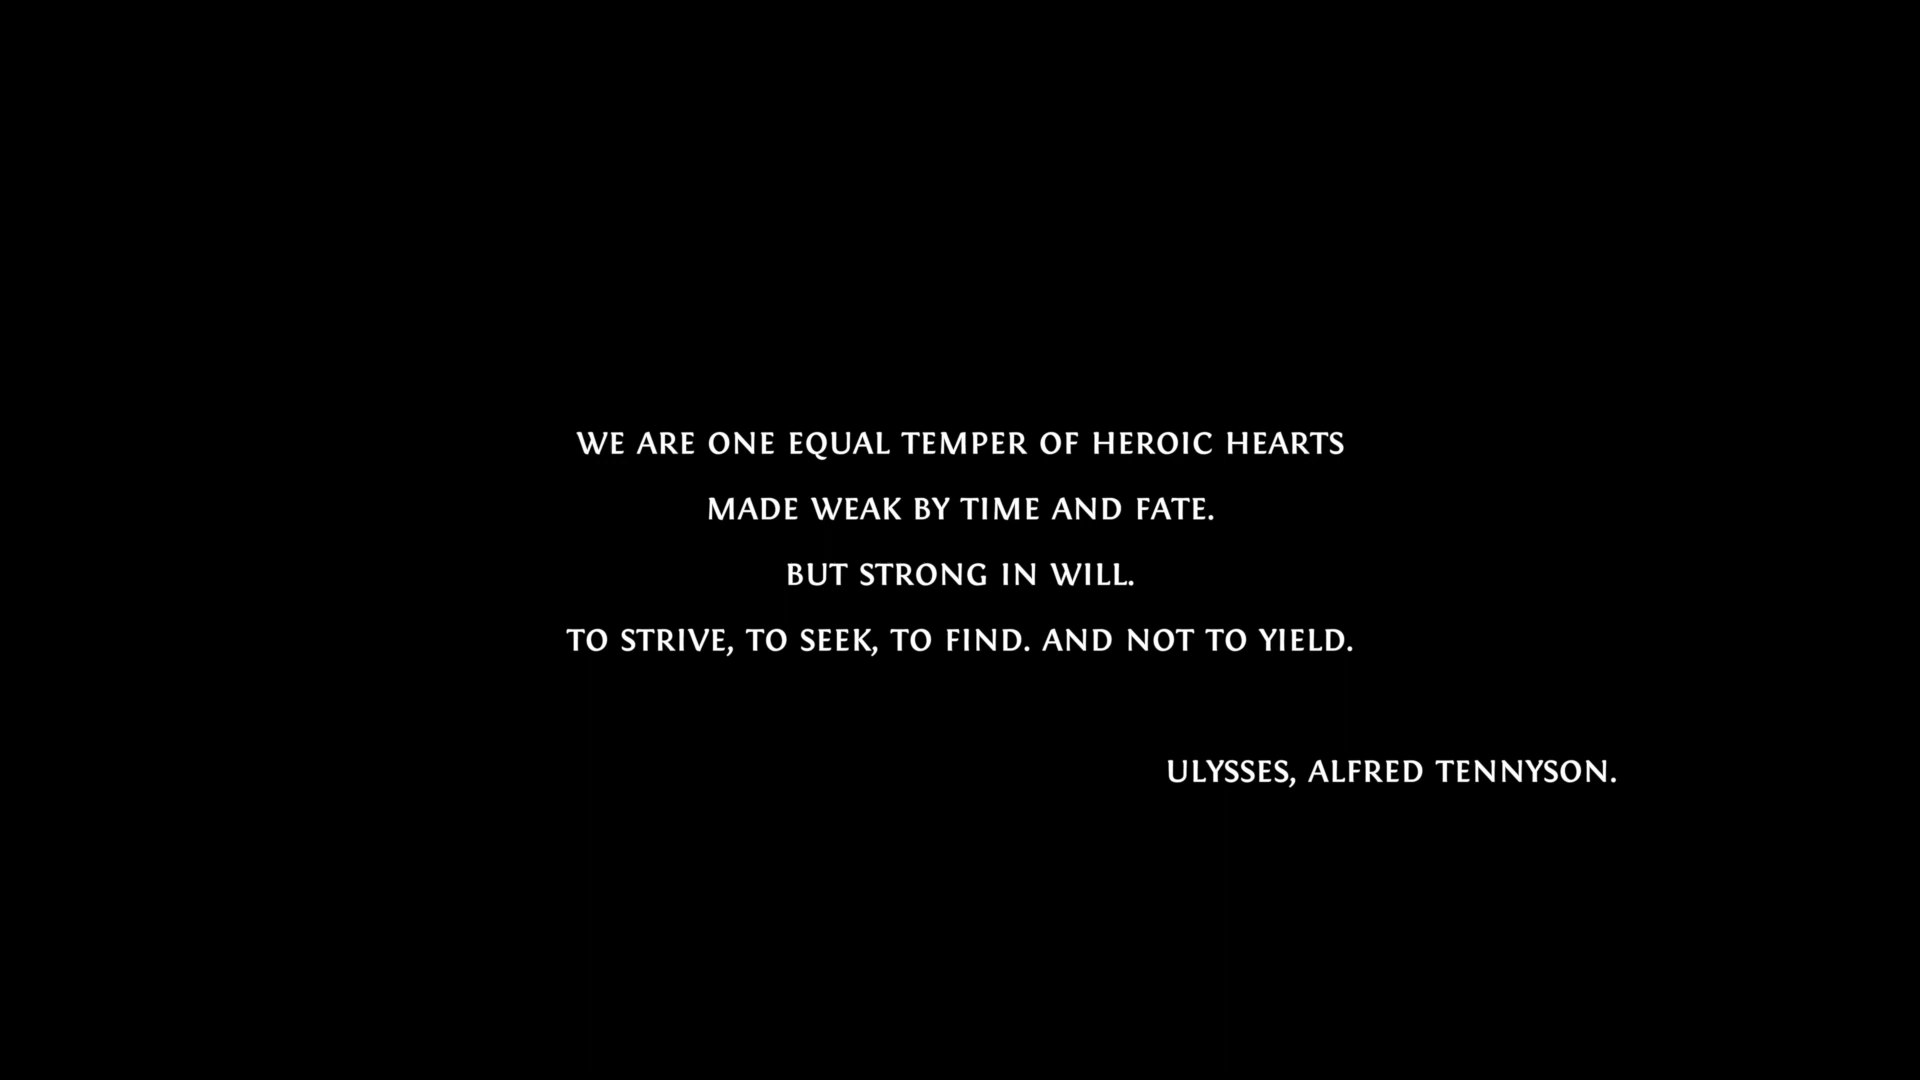 WE ARE ONE EQUAL TEMPER OF HEROIC HEARTS
MADE WEAK BY TIME AND FATE.
BUT STRONG IN WILL.
TO STRIVE, TO SEEK, TO FIND. AND NOT TO YIELD.
ULYSSES, ALFRED TENNYSON.